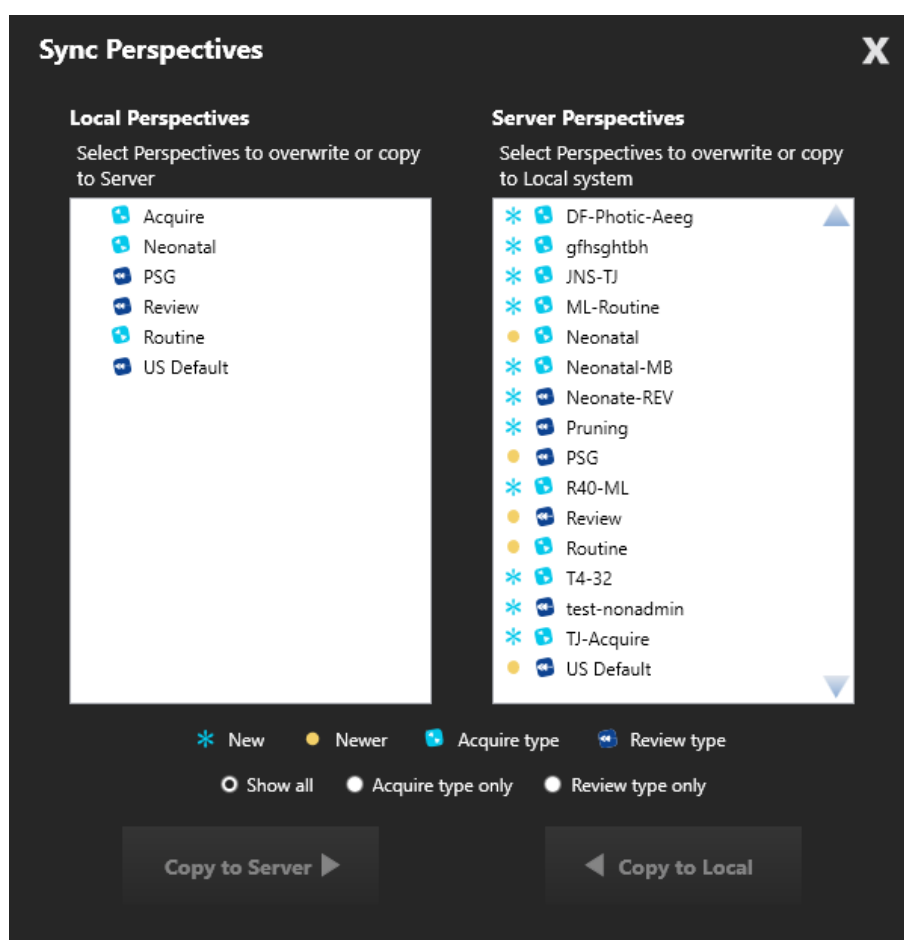 Sync Perspectives
X
Local Perspectives
Select Perspectives to overwrite or copy
to Server
Acquire
Neonatal
PSG
Review
Routine
US Default
Server Perspectives
Select Perspectives to overwrite or copy
to Local system
DF-Photic-Aeeg
gfhsghtbh
JNS-TJ
ML-Routine
Neonatal
Neonatal-MB
Neonate-REV
Pruning
PSG
R40-ML
Review
Routine
T4-32
test-nonadmin
TJ-Acquire
US Default
New Newer Acquire type Review type
Show all Acquire type only Review type only
Copy to Server Copy to Local